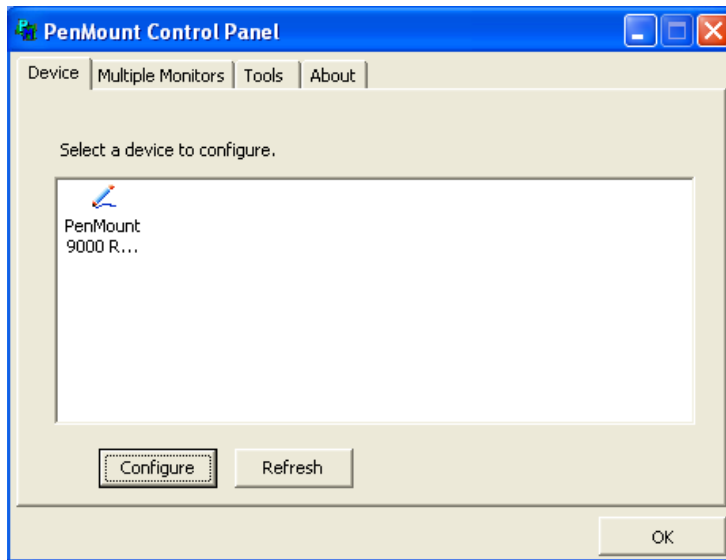 PenMount Control Panel
Device Multiple Monitors Tools About
Select a device to configure.
PenMount
9000 R...
Configure Refresh
OK